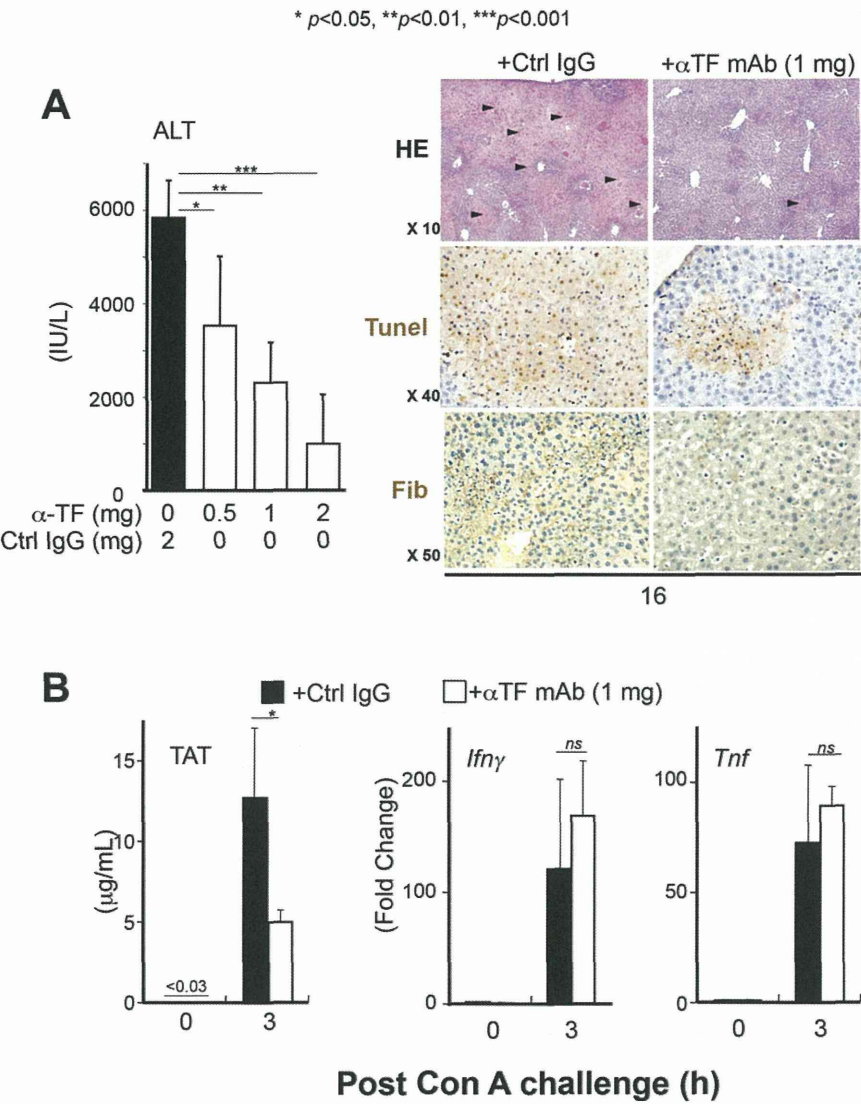 * p<0.05, **p<0.01, ***p<0.001
+Ctrl IgG +αTF mAb (1 mg)
A
ALT
HE
***
**
*
6000
4000
2000
0
(IU/L)
X 10
Tunel
X 40
Fib
X 50
α-TF (mg) 0 0.5 1 2
Ctrl IgG (mg) 2 0 0 0
16
B
+Ctrl IgG +αTF mAb (1 mg)
TAT
*
15
10
5
0
(μg/mL)
<0.03
0 3
Ifnγ
ns
200
100
0
(Fold Change)
0 3
Tnf
ns
100
50
0
0 3
Post Con A challenge (h)